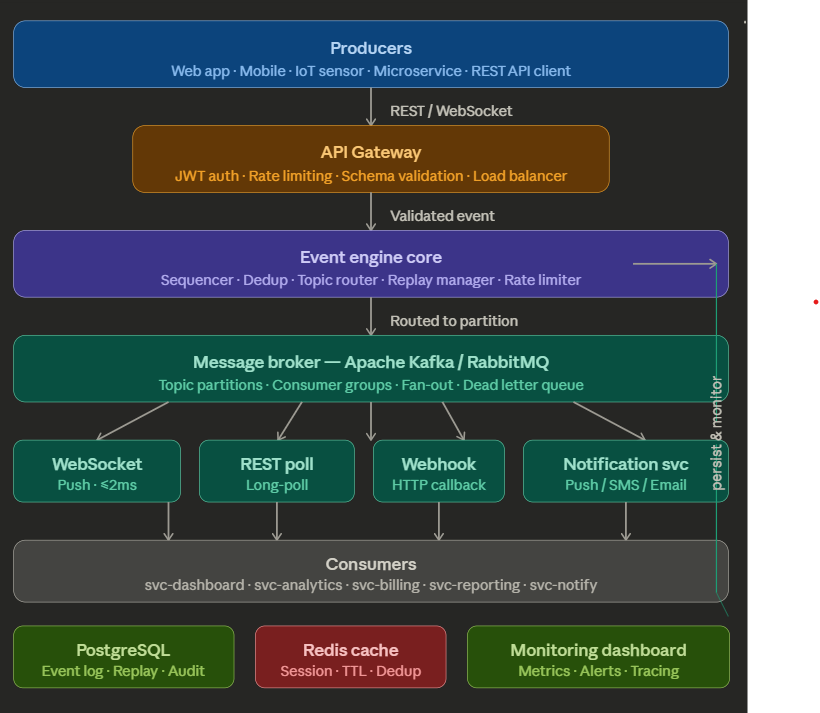 Producers
Web app · Mobile · IoT sensor · Microservice · REST API client
REST / WebSocket
API Gateway
JWT auth · Rate limiting · Schema validation · Load balancer
Validated event
Event engine core
Sequencer · Dedup · Topic router · Replay manager · Rate limiter
Routed to partition
Message broker — Apache Kafka / RabbitMQ
Topic partitions · Consumer groups · Fan-out · Dead letter queue
persist & monitor
WebSocket
Push · ≤2ms
REST poll
Long-poll
Webhook
HTTP callback
Notification svc
Push / SMS / Email
Consumers
svc-dashboard · svc-analytics · svc-billing · svc-reporting · svc-notify
PostgreSQL
Event log · Replay · Audit
Redis cache
Session · TTL · Dedup
Monitoring dashboard
Metrics · Alerts · Tracing